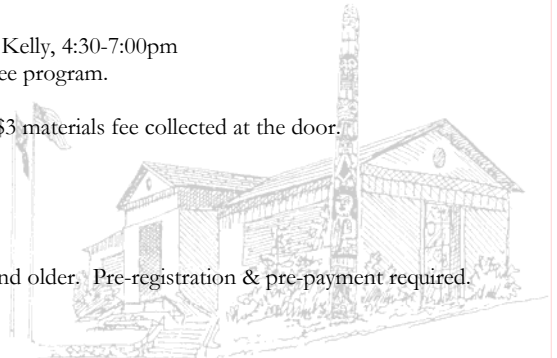 Kelly, 4:30-7:00pm
ee program.
$3 materials fee collected at the door.
nd older.  Pre-registration & pre-payment required.